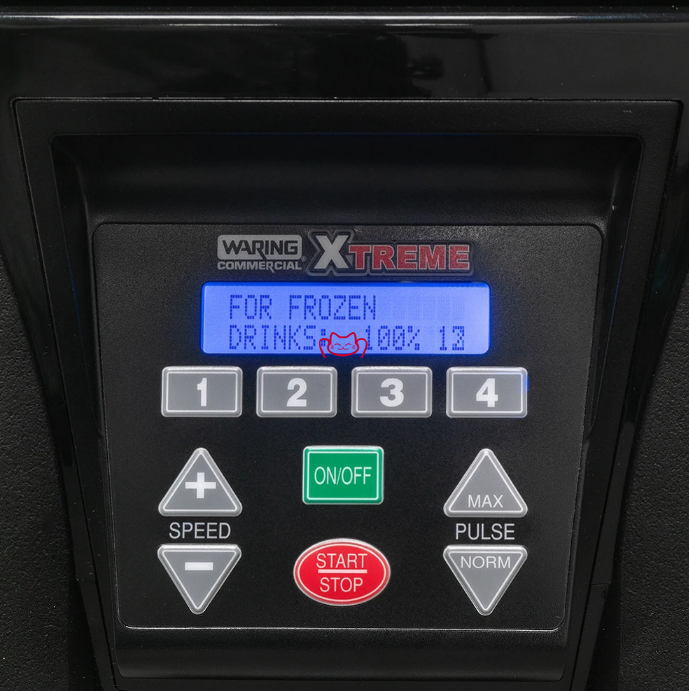 WARING
COMMERCIAL
XTREME
FOR FROZEN
DRINKS: 100%
1
2
3
4
ON/OFF
MAX
SPEED
PULSE
NORM
START
STOP